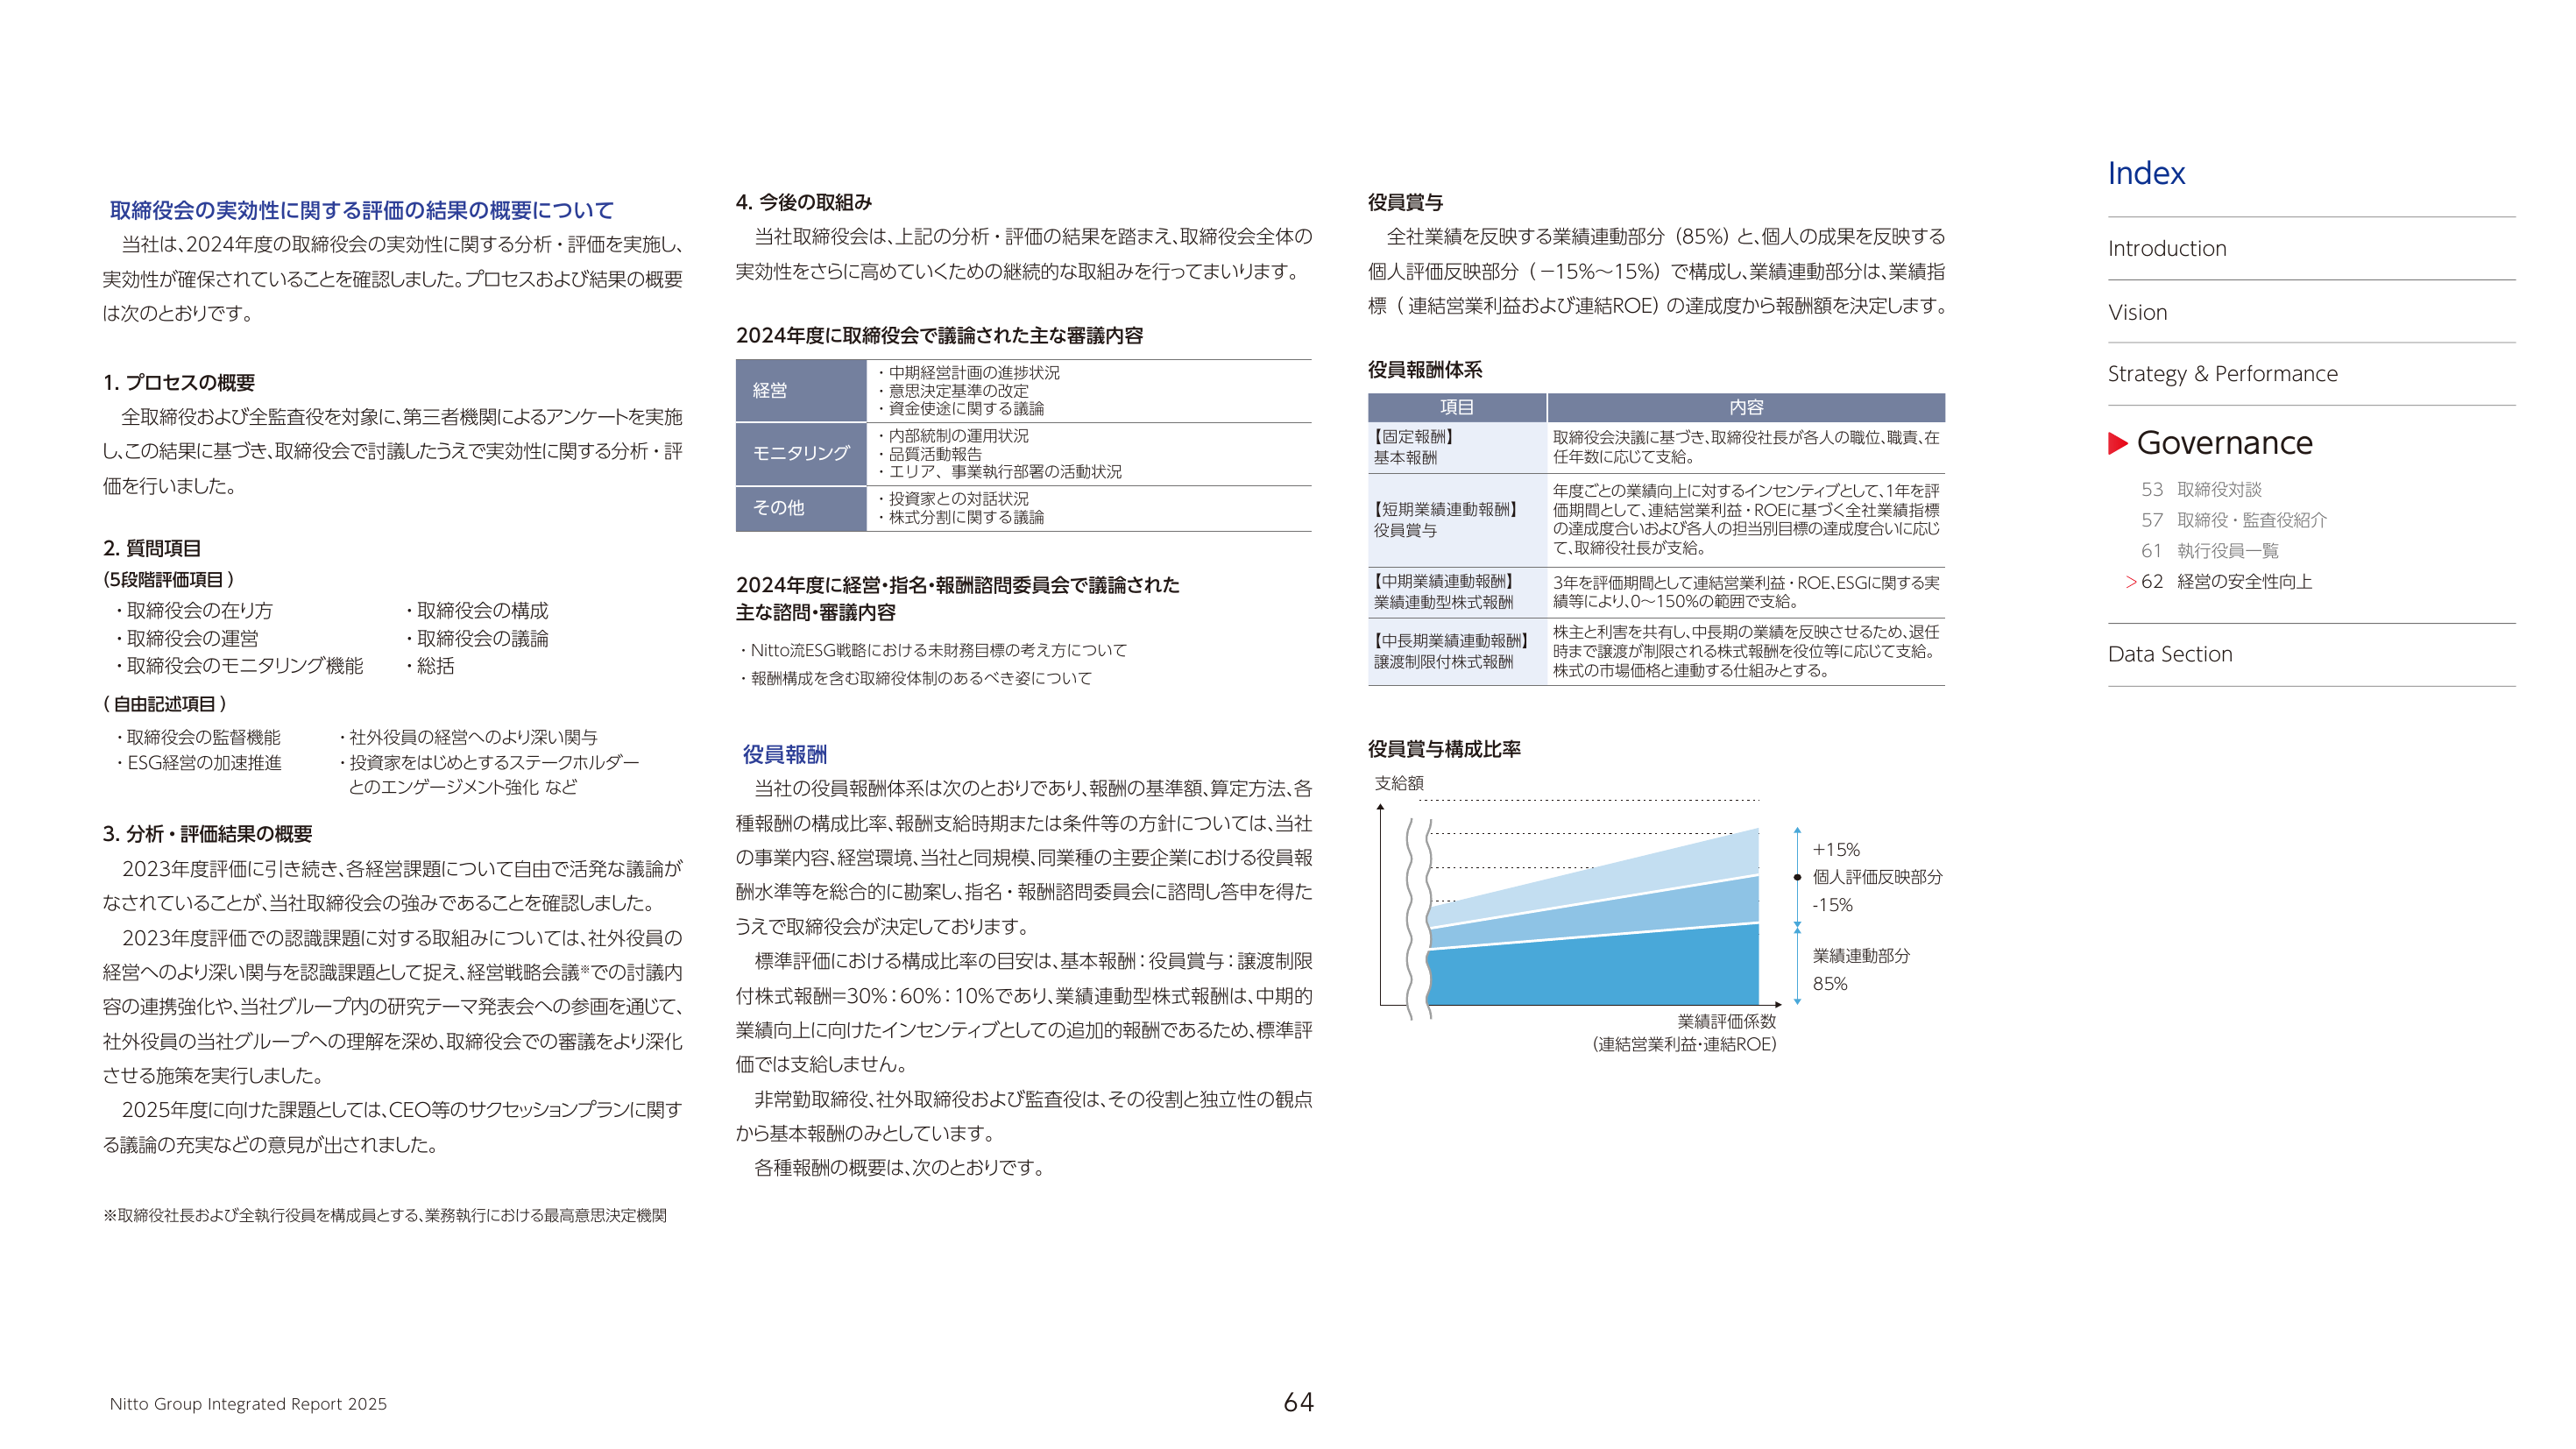 取締役会の実効性に関する評価の結果の概要について
当社は、2024年度の取締役会の実効性に関する分析・評価を実施し、
実効性が確保されていることを確認しました。プロセスおよび結果の概要
は次のとおりです。
1. プロセスの概要
全取締役および全監査役を対象に、第三者機関によるアンケートを実施
し、この結果に基づき、取締役会で討議したうえで実効性に関する分析・評
価を行いました。
2. 質問項目
(5段階評価項目)
・取締役会の在り方 ・取締役会の構成
・取締役会の運営 ・取締役会の議論
・取締役会のモニタリング機能 ・総括
(自由記述項目)
・取締役会の監督機能 ・社外役員の経営へのより深い関与
・ESG経営の加速推進 ・投資家をはじめとするステークホルダー
とのエンゲージメント強化 など
3. 分析・評価結果の概要
2023年度評価に引き続き、各経営課題について自由で活発な議論が
なされていることが、当社取締役会の強みであることを確認しました。
2023年度評価での認識課題に対する取組みについては、社外役員の
経営へのより深い関与を認識課題として捉え、経営戦略会議※での討議内
容の連携強化や、当社グループ内の研究テーマ発表会への参画を通じて、
社外役員の当社グループへの理解を深め、取締役会での審議をより深化
させる施策を実行しました。
2025年度に向けた課題としては、CEO等のサクセッションプランに関す
る議論の充実などの意見が出されました。
※取締役社長および全執行役員を構成員とする、業務執行における最高意思決定機関
4. 今後の取組み
当社取締役会は、上記の分析・評価の結果を踏まえ、取締役会全体の
実効性をさらに高めていくための継続的な取組みを行ってまいります。
2024年度に取締役会で議論された主な審議内容
経営
・中期経営計画の進捗状況
・意思決定基準の改定
・資金使途に関する議論
モニタリング
・内部統制の運用状況
・品質活動報告
・エリア、事業執行部署の活動状況
その他
・投資家との対話状況
・株式分割に関する議論
2024年度に経営・指名・報酬諮問委員会で議論された
主な諮問・審議内容
・Nitto流ESG戦略における未財務目標の考え方について
・報酬構成を含む取締役体制のあるべき姿について
役員報酬
当社の役員報酬体系は次のとおりであり、報酬の基準額、算定方法、各
種報酬の構成比率、報酬支給時期または条件等の方針については、当社
の事業内容、経営環境、当社と同規模、同業種の主要企業における役員報
酬水準等を総合的に勘案し、指名・報酬諮問委員会に諮問し答申を得た
うえで取締役会が決定しております。
標準評価における構成比率の目安は、基本報酬：役員賞与：譲渡制限
付株式報酬=30%：60%：10%であり、業績連動型株式報酬は、中期的
業績向上に向けたインセンティブとしての追加的報酬であるため、標準評
価では支給しません。
非常勤取締役、社外取締役および監査役は、その役割と独立性の観点
から基本報酬のみとしています。
各種報酬の概要は、次のとおりです。
役員賞与
全社業績を反映する業績連動部分（85%）と、個人の成果を反映する
個人評価反映部分（－15%～15%）で構成し、業績連動部分は、業績指
標（連結営業利益および連結ROE）の達成度から報酬額を決定します。
役員報酬体系
項目 内容
【固定報酬】
基本報酬
取締役会決議に基づき、取締役社長が各人の職位、職責、在
任年数に応じて支給。
【短期業績連動報酬】
役員賞与
年度ごとの業績向上に対するインセンティブとして、1年を評
価期間として、連結営業利益・ROEに基づく全社業績指標
の達成度合いおよび各人の担当別目標の達成度合いに応じ
て、取締役社長が支給。
【中期業績連動報酬】
業績連動型株式報酬
3年を評価期間として連結営業利益・ROE、ESGに関する実
績等により、0～150%の範囲で支給。
【中長期業績連動報酬】
譲渡制限付株式報酬
株主と利害を共有し、中長期の業績を反映させるため、退任
時まで譲渡が制限される株式報酬を役位等に応じて支給。
株式の市場価格と連動する仕組みとする。
役員賞与構成比率
支給額
+15%
個人評価反映部分
-15%
業績連動部分
85%
業績評価係数
(連結営業利益・連結ROE)
Index
Introduction
Vision
Strategy & Performance
Governance
53 取締役対談
57 取締役・監査役紹介
61 執行役員一覧
>62 経営の安全性向上
Data Section
Nitto Group Integrated Report 2025
64